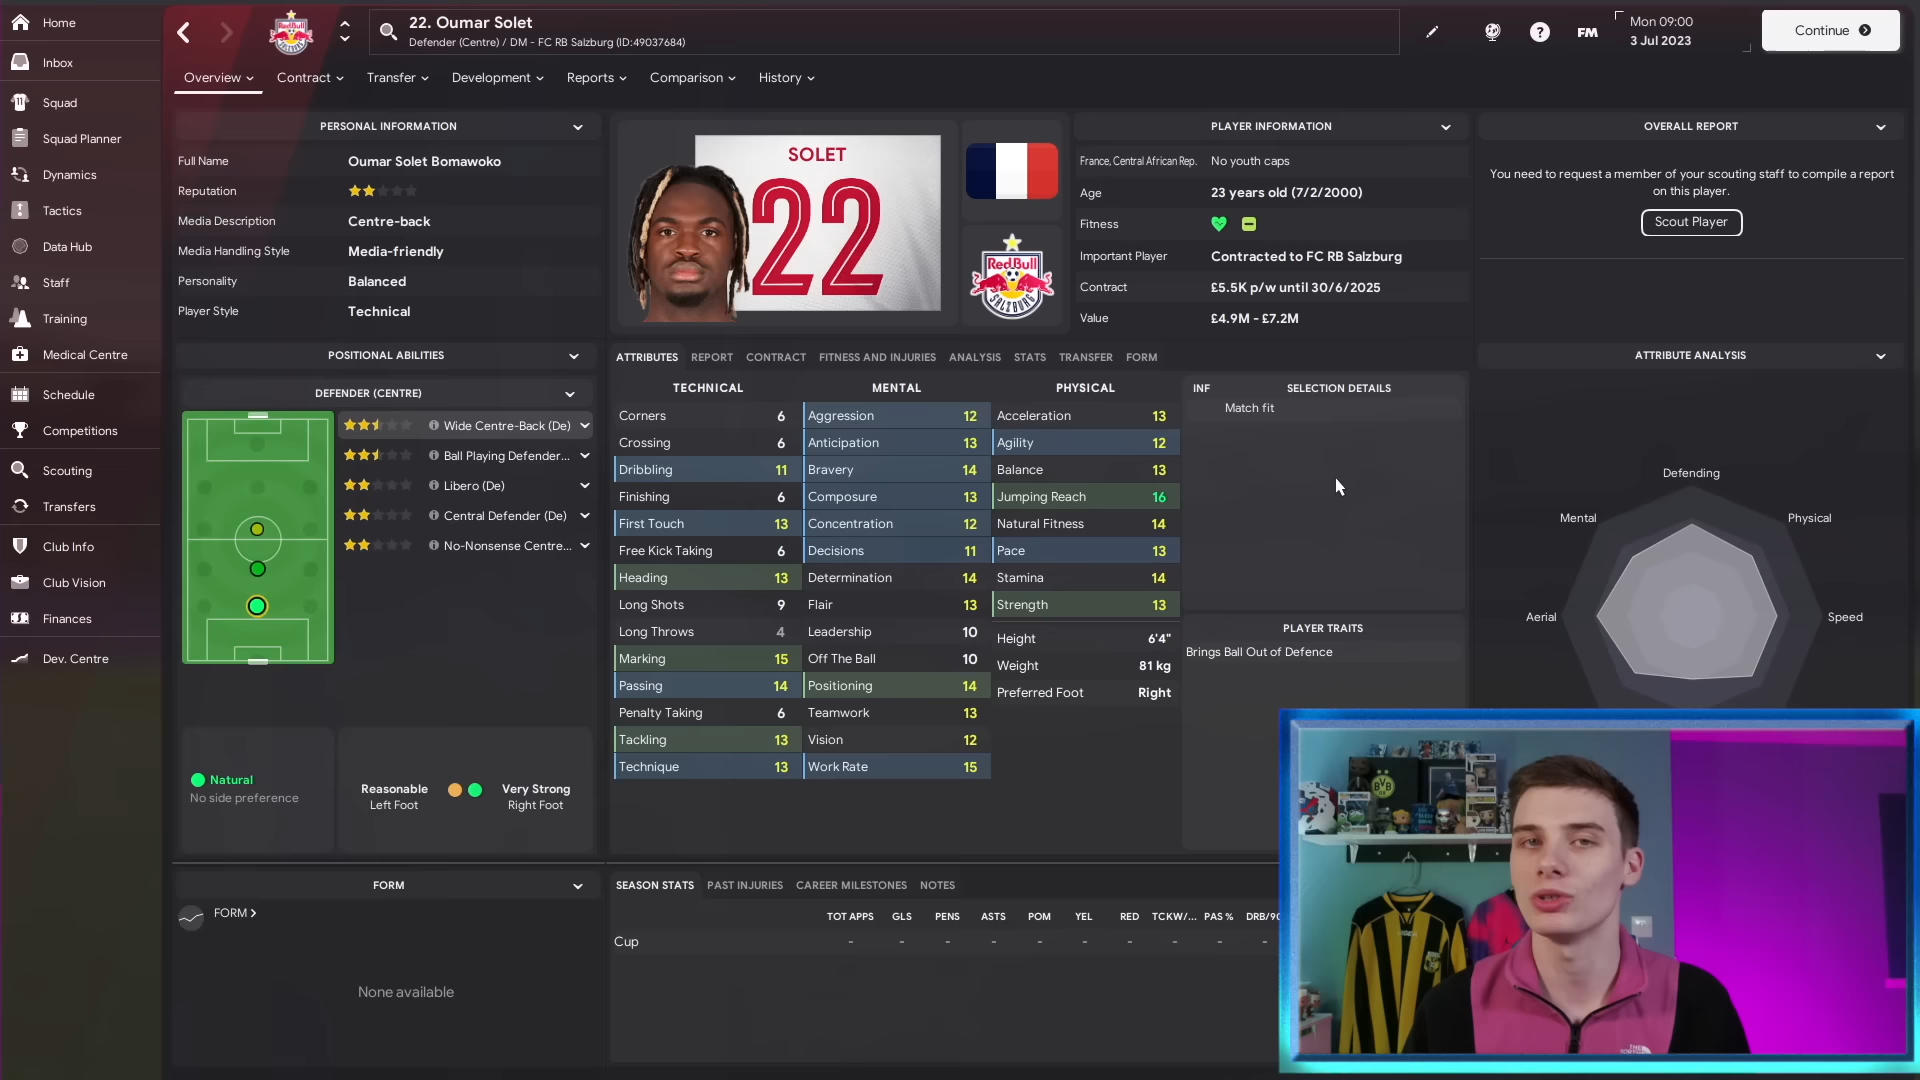 Home
Inbox
Squad
Squad Planner
Dynamics
Tactics
Data Hub
Staff
Training
Medical Centre
Schedule
Competitions
Scouting
Transfers
Club Info
Club Vision
Finances
Dev. Centre
22. Oumar Solet
Defender (Centre) / DM - FC RB Salzburg (ID:49037684)
FM
Mon 09:00
3 Jul 2023
Continue
Overview
Contract
Transfer
Development
Reports
Comparison
History
PERSONAL INFORMATION
Full Name Oumar Solet Bomawoko
Reputation
Media Description Centre-back
Media Handling Style Media-friendly
Personality Balanced
Player Style Technical
SOLET
22
Red Bull
SALZBURG
PLAYER INFORMATION
France, Central African Rep. No youth caps
Age 23 years old (7/2/2000)
Fitness
Important Player Contracted to FC RB Salzburg
Contract £5.5K p/w until 30/6/2025
Value £4.9M - £7.2M
OVERALL REPORT
You need to request a member of your scouting staff to compile a report
on this player.
Scout Player
POSITIONAL ABILITIES
DEFENDER (CENTRE)
Wide Centre-Back (De)
Ball Playing Defender...
Libero (De)
Central Defender (De)
No-Nonsense Centre...
Natural
No side preference
Reasonable
Left Foot
Very Strong
Right Foot
ATTRIBUTES REPORT CONTRACT FITNESS AND INJURIES ANALYSIS STATS TRANSFER FORM
TECHNICAL
Corners 6
Crossing 6
Dribbling 11
Finishing 6
First Touch 13
Free Kick Taking 6
Heading 13
Long Shots 9
Long Throws 4
Marking 15
Passing 14
Penalty Taking 6
Tackling 13
Technique 13
MENTAL
Aggression 12
Anticipation 13
Bravery 14
Composure 13
Concentration 12
Decisions 11
Determination 14
Flair 13
Leadership 10
Off The Ball 10
Positioning 14
Teamwork 13
Vision 12
Work Rate 15
PHYSICAL
Acceleration 13
Agility 12
Balance 13
Jumping Reach 16
Natural Fitness 14
Pace 13
Stamina 14
Strength 13
Height 6'4"
Weight 81 kg
Preferred Foot Right
INF SELECTION DETAILS
Match fit
PLAYER TRAITS
Brings Ball Out of Defence
ATTRIBUTE ANALYSIS
Defending
Mental
Physical
Aerial
Speed
FORM
FORM
None available
SEASON STATS PAST INJURIES CAREER MILESTONES NOTES
TOT APPS GLS PENS ASTS POM YEL RED TCKW/... PAS % DRB/90
Cup - - - - - - - - - -